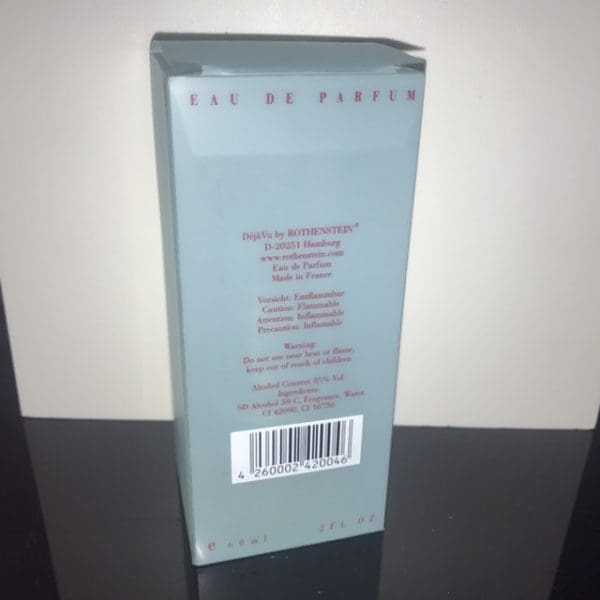 EAU DE PARFUM
DéjàVu by ROTHENSTEIN®
D-20251 Hamburg
www.rothenstein.com
Eau de Parfum
Made in France
Vorsicht: Entflammbar
Caution: Flammable
Attention: Inflammable
Precaution: Inflamable
Warning:
Do not use near heat or flame,
keep out of reach of children
Alcohol Content 85% Vol.
Ingredients:
SD Alcohol 39-C, Fragrance, Water,
CI 42090, CI 16730
4 260002 420046
e 60ml 2FL OZ